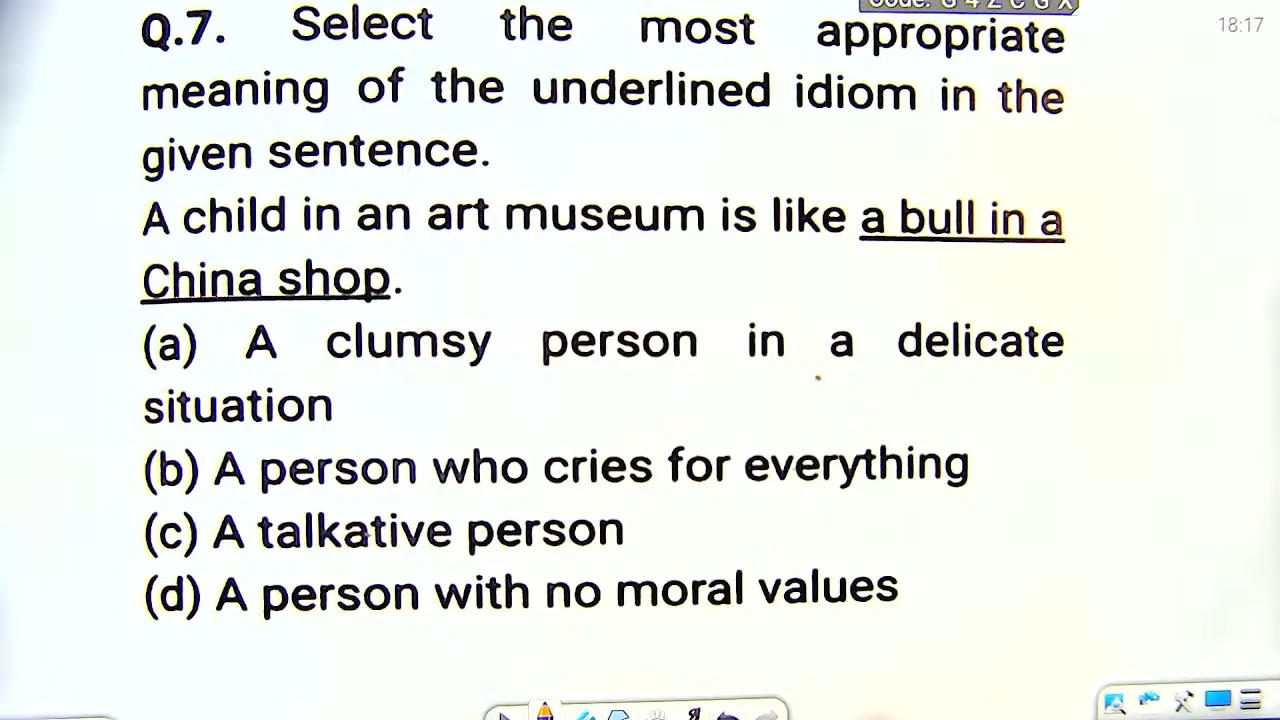 18:17
Q.7. Select the most appropriate
meaning of the underlined idiom in the
given sentence.
A child in an art museum is like a bull in a
China shop.
(a) A clumsy person in a delicate
situation
(b) A person who cries for everything
(c) A talkative person
(d) A person with no moral values